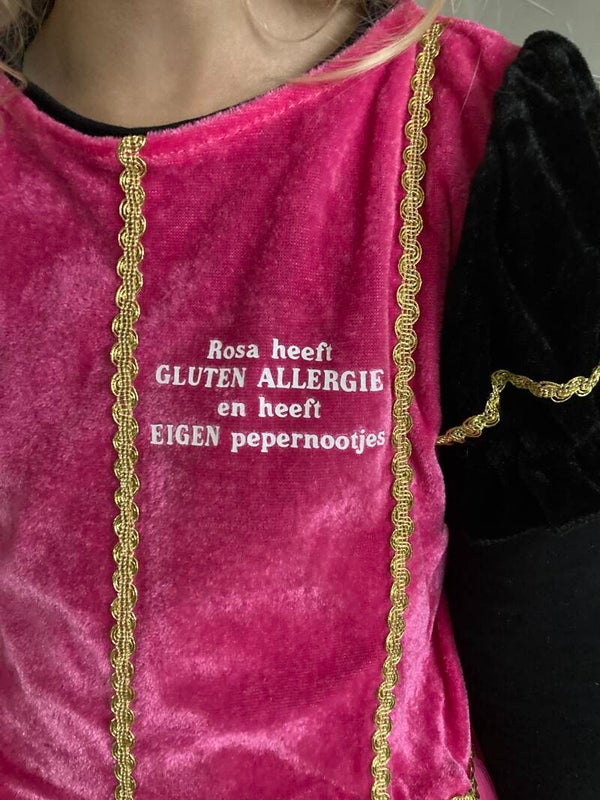 Rosa heeft
GLUTEN ALLERGIE
en heeft
EIGEN pepernootjes